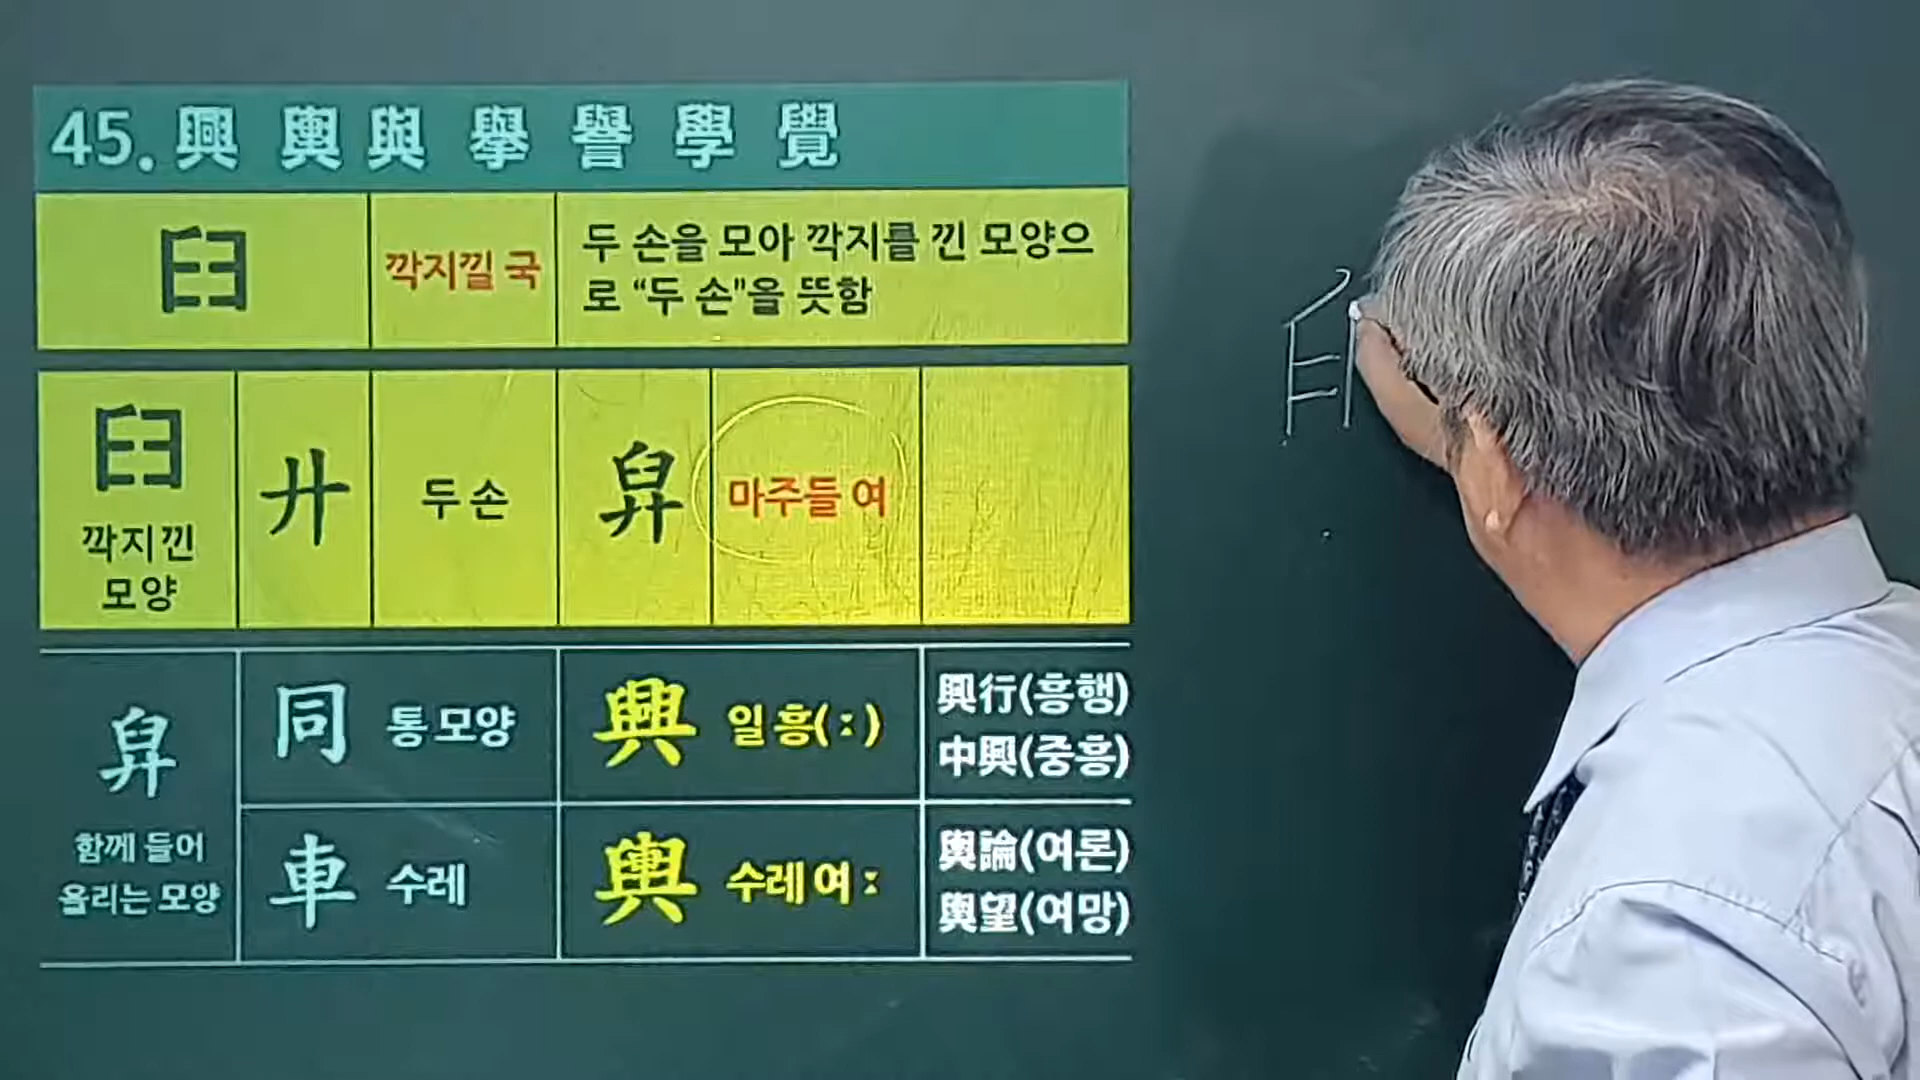 45. 興 輿 與 擧 譽 學 覺
𦥑 깍지낄 국 두 손을 모아 깍지를 낀 모양으
로 “두 손”을 뜻함
𦥑 깍지낀 모양 廾 두 손 舁 마주들 여
舁 함께 들어 올리는 모양
同 통 모양 興 일 흥(ː) 興行(흥행)
中興(중흥)
車 수레 輿 수레 여ː 輿論(여론)
輿望(여망)